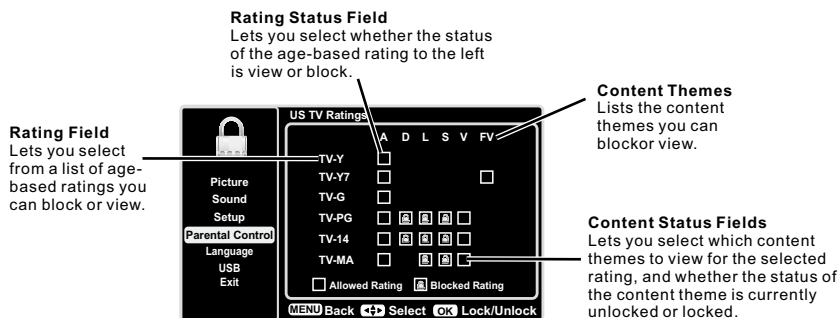 Rating Status Field
Lets you select whether the status
of the age-based rating to the left
is view or block.
Content Themes
Lists the content
themes you can
blockor view.
Rating Field
Lets you select
from a list of age-
based ratings you
can block or view.
Picture
Sound
Setup
Parental Control
Language
USB
Exit
US TV Ratings
A D L S V FV
TV-Y
TV-Y7
TV-G
TV-PG
TV-14
TV-MA
Allowed Rating Blocked Rating
MENU Back Select OK Lock/Unlock
Content Status Fields
Lets you select which content
themes to view for the selected
rating, and whether the status of
the content theme is currently
unlocked or locked.